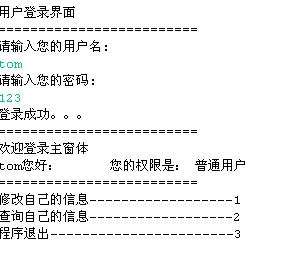 用户登录界面
=========================
请输入您的用户名：
tom
请输入您的密码：
123
登录成功。。。
=========================
欢迎登录主窗体
tom您好：      您的权限是： 普通用户
=========================
修改自己的信息------------------1
查询自己的信息------------------2
程序退出-----------------------3